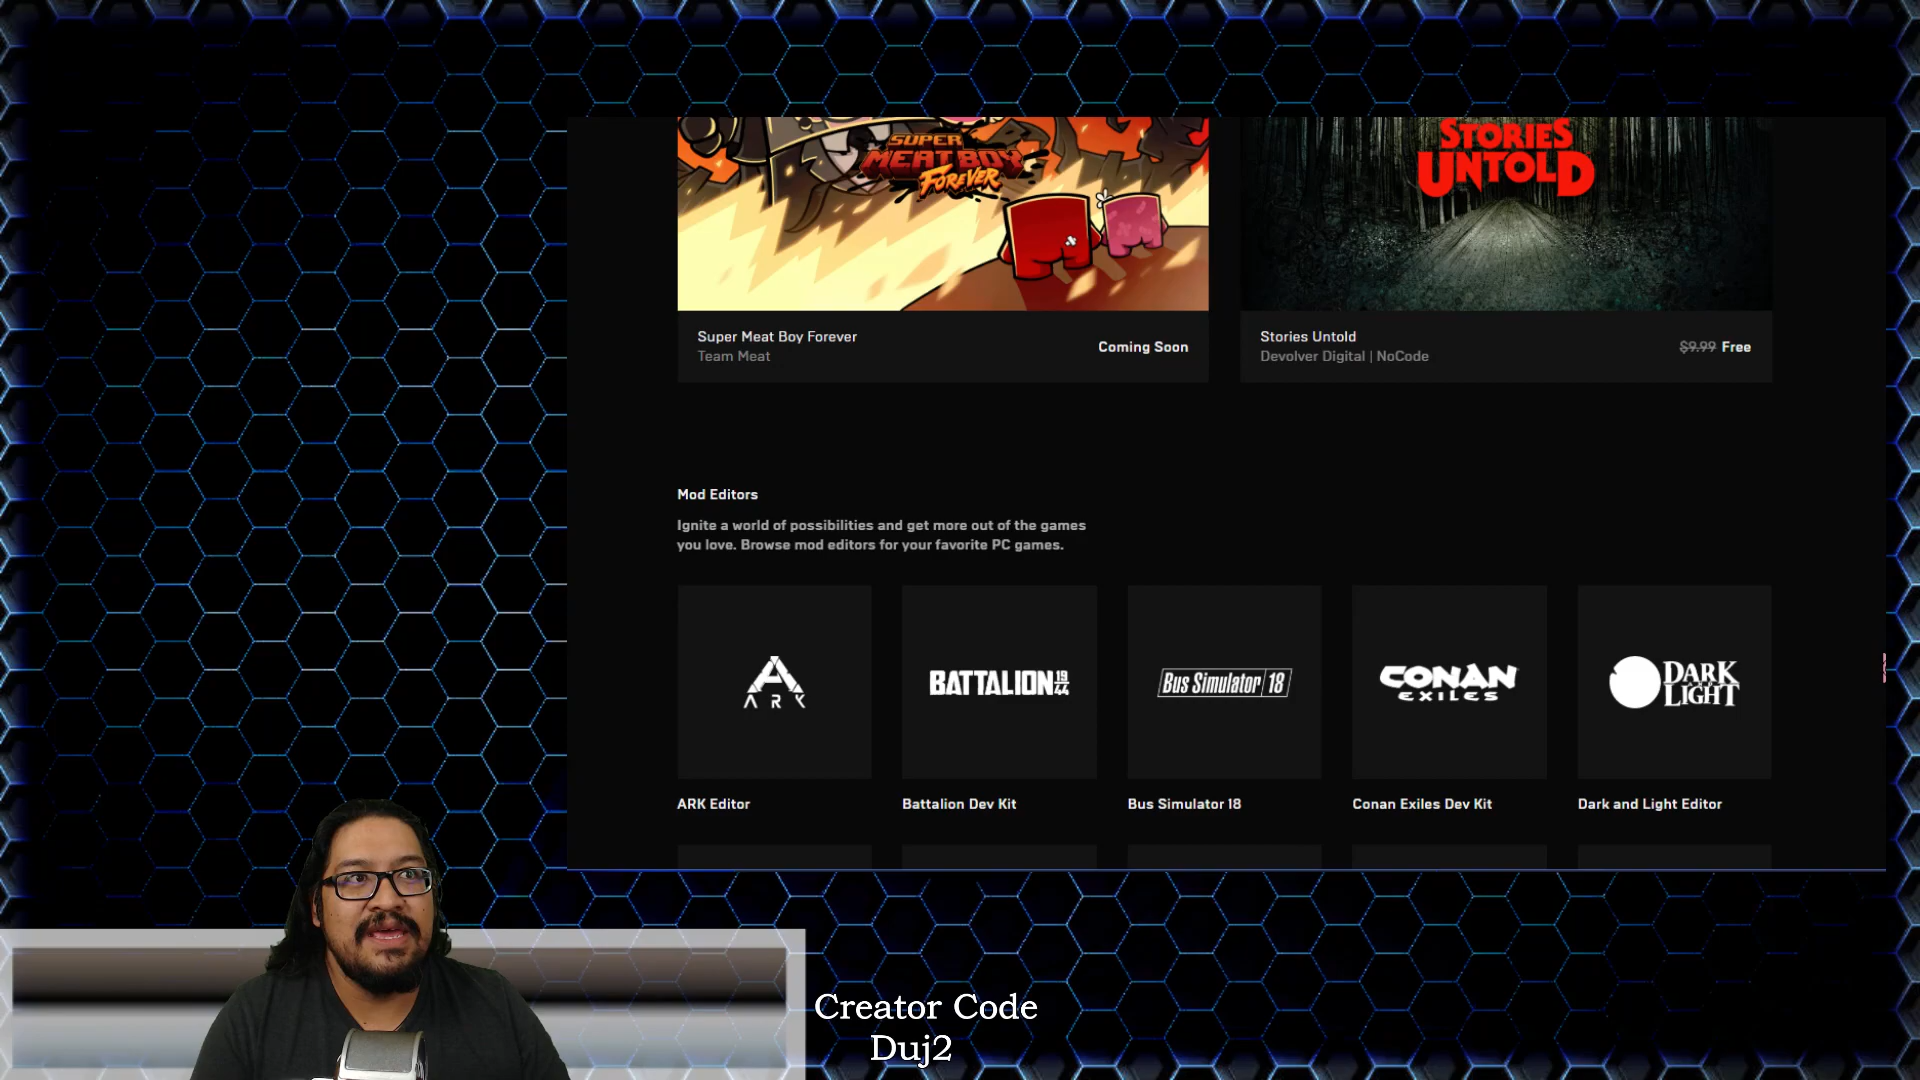 SUPER
MEAT BOY
FOREVER
STORIES
UNTOLD
Super Meat Boy Forever
Team Meat
Coming Soon
Stories Untold
Devolver Digital | NoCode
$9.99 Free
Mod Editors
Ignite a world of possibilities and get more out of the games
you love. Browse mod editors for your favorite PC games.
ARK
BATTALION 1944
Bus Simulator 18
CONAN
EXILES
DARK
AND
LIGHT
ARK Editor
Battalion Dev Kit
Bus Simulator 18
Conan Exiles Dev Kit
Dark and Light Editor
Creator Code
Duj2